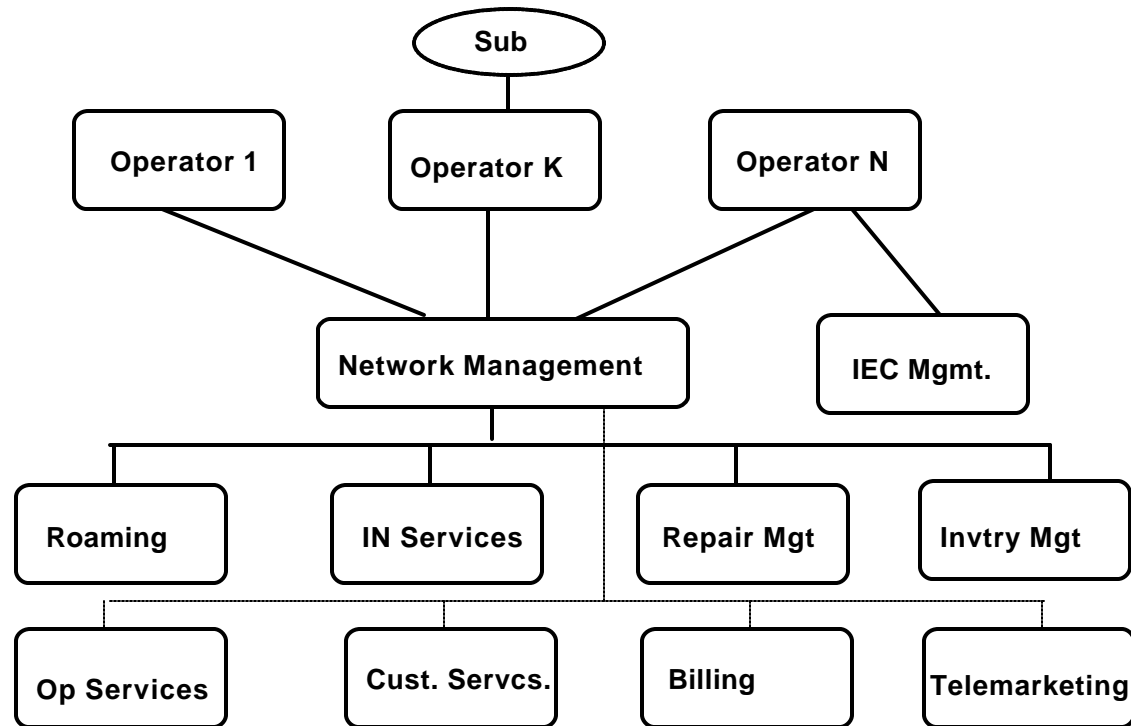 Sub
Operator 1
Operator K
Operator N
Network Management
IEC Mgmt.
Roaming
IN Services
Repair Mgt
Invtry Mgt
Op Services
Cust. Servcs.
Billing
Telemarketing